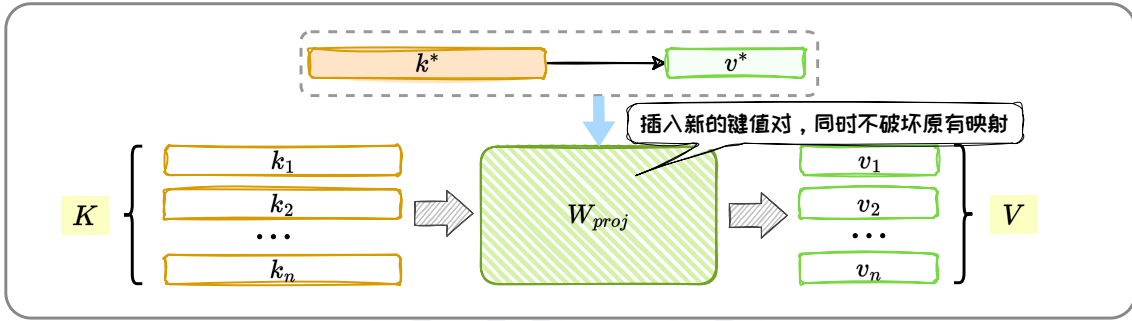 k* v*
插入新的键值对，同时不破坏原有映射
k₁ v₁
K k₂ W_proj v₂ V
... ...
kₙ vₙ